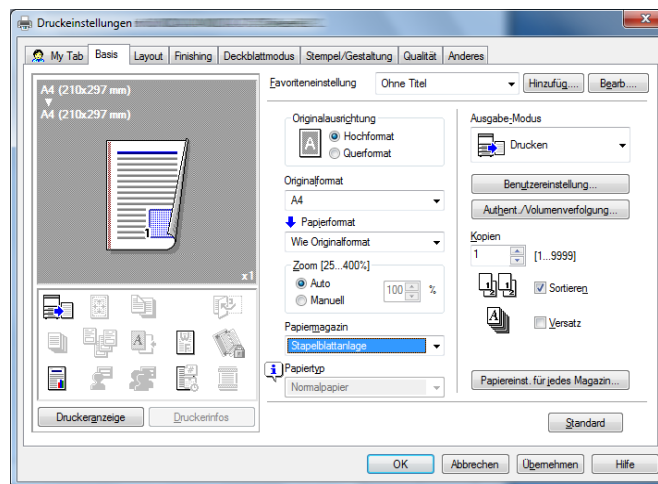 Druckeinstellungen
My Tab Basis Layout Finishing Deckblattmodus Stempel/Gestaltung Qualität Anderes
A4 (210x297 mm)
A4 (210x297 mm)
1
x1
Druckeranzeige Druckerinfos
Favoriteneinstellung Ohne Titel Hinzufüg.... Bearb....
Originalausrichtung
A
Hochformat
Querformat
Originalformat
A4
Papierformat
Wie Originalformat
Zoom [25...400%]
Auto
Manuell
100 %
Papiermagazin
Stapelblattanlage
Papiertyp
Normalpapier
Ausgabe-Modus
Drucken
Benutzereinstellung...
Authent./Volumenverfolgung...
Kopien
1 [1...9999]
Sortieren
Versatz
Papiereinst. für jedes Magazin...
Standard
OK Abbrechen Übernehmen Hilfe